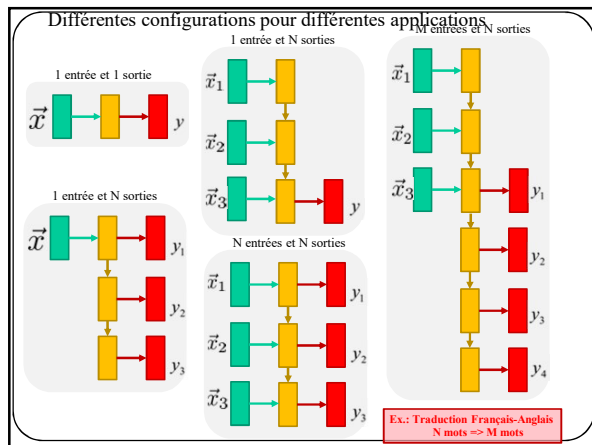 Différentes configurations pour différentes applications
1 entrée et 1 sortie
x⃗
y
1 entrée et N sorties
x⃗1
x⃗2
x⃗3
y
M entrées et N sorties
x⃗1
x⃗2
x⃗3
y1
y2
y3
y4
1 entrée et N sorties
x⃗
y1
y2
y3
N entrées et N sorties
x⃗1
x⃗2
x⃗3
y1
y2
y3
Ex.: Traduction Français-Anglais
N mots => M mots